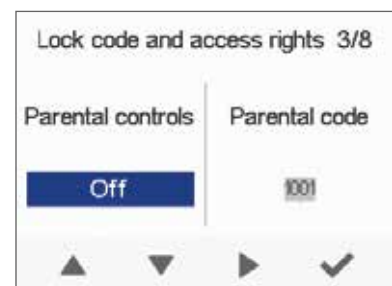 Lock code and access rights 3/8
Parental controls
Parental code
Off
1001